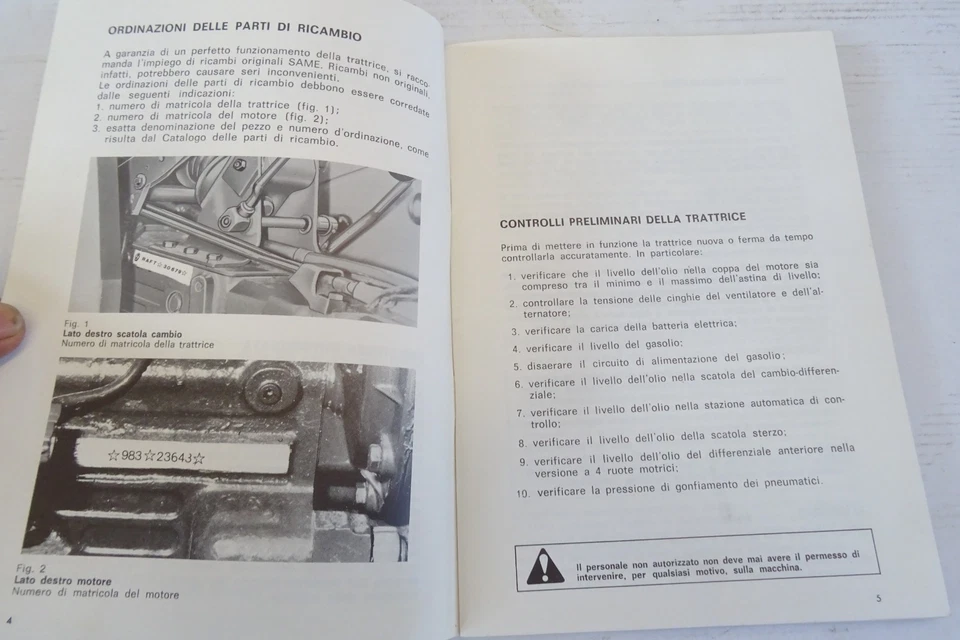 ORDINAZIONI DELLE PARTI DI RICAMBIO
A garanzia di un perfetto funzionamento della trattrice, si racco-
manda l'impiego di ricambi originali SAME. Ricambi non originali,
infatti, potrebbero causare seri inconvenienti.
Le ordinazioni delle parti di ricambio debbono essere corredate
dalle seguenti indicazioni:
1. numero di matricola della trattrice (fig. 1);
2. numero di matricola del motore (fig. 2);
3. esatta denominazione del pezzo e numero d'ordinazione, come
risulta dal Catalogo delle parti di ricambio.
Fig. 1
Lato destro scatola cambio
Numero di matricola della trattrice
☆983☆23643☆
Fig. 2
Lato destro motore
Numero di matricola del motore
4
CONTROLLI PRELIMINARI DELLA TRATTRICE
Prima di mettere in funzione la trattrice nuova o ferma da tempo
controllarla accuratamente. In particolare:
1. verificare che il livello dell'olio nella coppa del motore sia
compreso tra il minimo e il massimo dell'astina di livello;
2. controllare la tensione delle cinghie del ventilatore e dell'al-
ternatore;
3. verificare la carica della batteria elettrica;
4. verificare il livello del gasolio;
5. disaerare il circuito di alimentazione del gasolio;
6. verificare il livello dell'olio nella scatola del cambio-differen-
ziale;
7. verificare il livello dell'olio nella stazione automatica di con-
trollo;
8. verificare il livello dell'olio della scatola sterzo;
9. verificare il livello dell'olio del differenziale anteriore nella
versione a 4 ruote motrici;
10. verificare la pressione di gonfiamento dei pneumatici.
Il personale non autorizzato non deve mai avere il permesso di
intervenire, per qualsiasi motivo, sulla macchina.
5